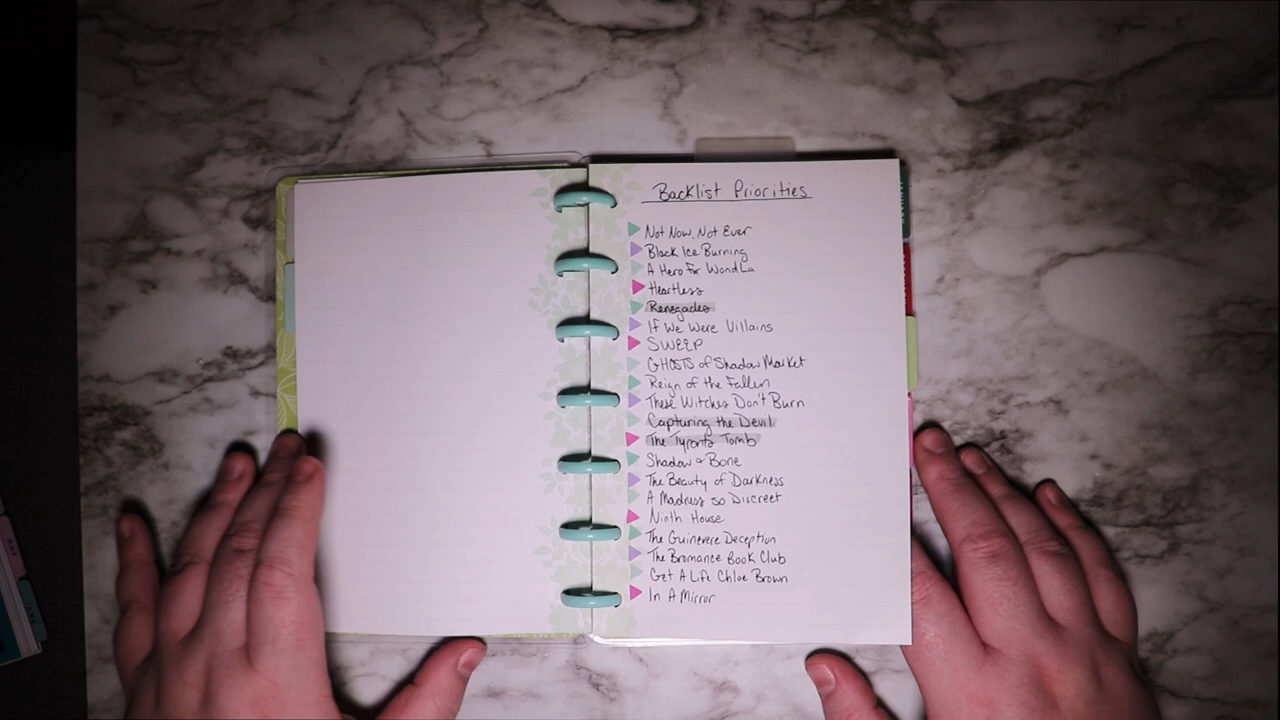 Backlist Priorities
Not Now, Not Ever
Black Ice Burning
A Hero For WondLa
Heartless
Renegades
If We Were Villains
SWEEP
GHOSTS of Shadow Market
Reign of the Fallen
These Witches Don't Burn
Capturing the Devil
The Tyrants Tomb
Shadow & Bone
The Beauty of Darkness
A Madness so Discreet
Ninth House
The Guinevere Deception
The Bromance Book Club
Get A Life Chloe Brown
In A Mirror